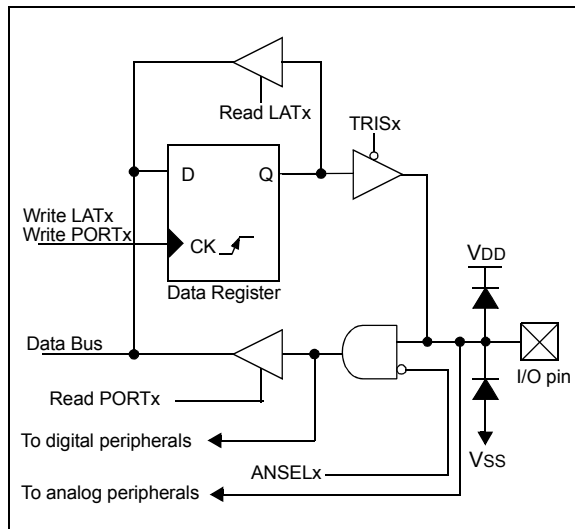 Read LATx
TRISx
D
Q
Write LATx
Write PORTx
CK
VDD
Data Register
Data Bus
I/O pin
Read PORTx
To digital peripherals
VSS
ANSELx
To analog peripherals